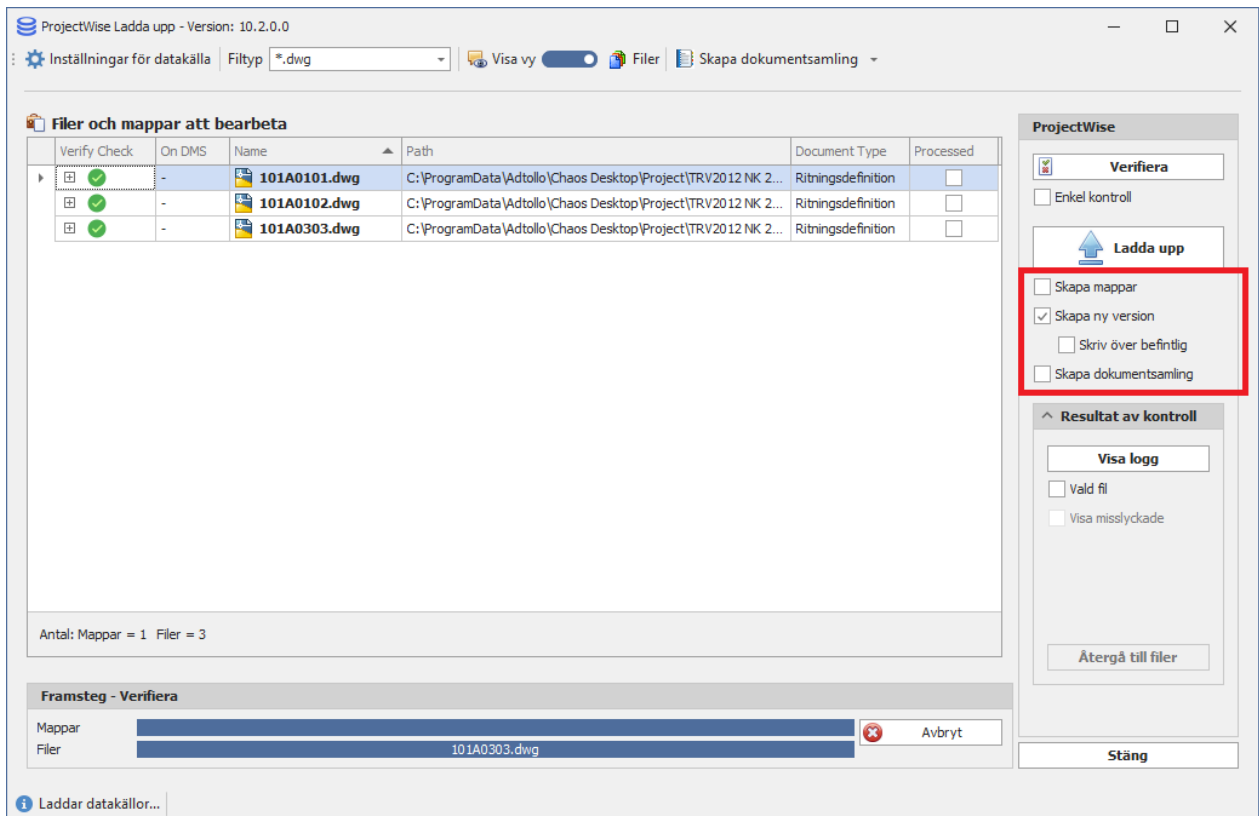 ProjectWise Ladda upp - Version: 10.2.0.0
Inställningar för datakälla Filtyp *.dwg Visa vy Filer Skapa dokumentsamling
Filer och mappar att bearbeta
Verify Check On DMS Name Path Document Type Processed
- 101A0101.dwg C:\ProgramData\Adtollo\Chaos Desktop\Project\TRV2012 NK 2... Ritningsdefinition
- 101A0102.dwg C:\ProgramData\Adtollo\Chaos Desktop\Project\TRV2012 NK 2... Ritningsdefinition
- 101A0303.dwg C:\ProgramData\Adtollo\Chaos Desktop\Project\TRV2012 NK 2... Ritningsdefinition
Antal: Mappar = 1 Filer = 3
Framsteg - Verifiera
Mappar
Filer 101A0303.dwg
Avbryt
ProjectWise
Verifiera
Enkel kontroll
Ladda upp
Skapa mappar
Skapa ny version
Skriv över befintlig
Skapa dokumentsamling
Resultat av kontroll
Visa logg
Vald fil
Visa misslyckade
Återgå till filer
Stäng
Laddar datakällor...